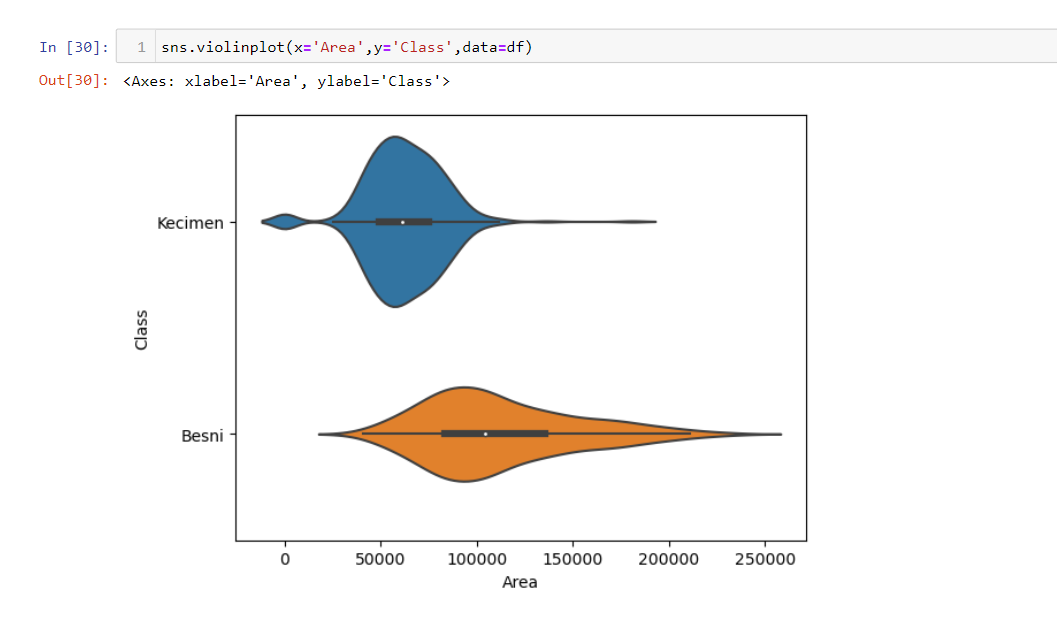 In [30]: 1 sns.violinplot(x='Area',y='Class',data=df)
Out[30]: <Axes: xlabel='Area', ylabel='Class'>
Kecimen
Class
Besni
0 50000 100000 150000 200000 250000
Area